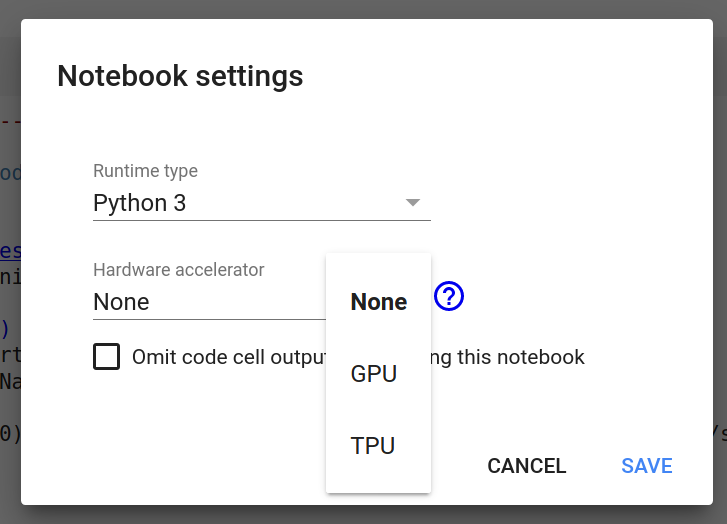 Notebook settings
Runtime type
Python 3
Hardware accelerator
None
None
Omit code cell output ng this notebook
GPU
TPU
CANCEL SAVE